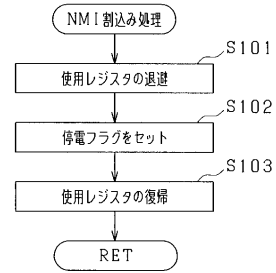 NMI割込み処理
S101
使用レジスタの退避
S102
停電フラグをセット
S103
使用レジスタの復帰
RET